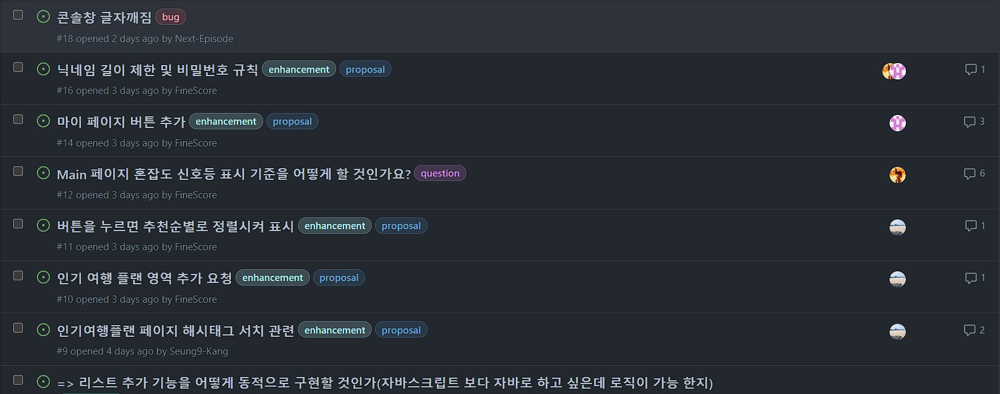 콘솔창 글자깨짐 bug
#18 opened 2 days ago by Next-Episode
닉네임 길이 제한 및 비밀번호 규칙 enhancement proposal 1
#16 opened 3 days ago by FineScore
마이 페이지 버튼 추가 enhancement proposal 3
#14 opened 3 days ago by FineScore
Main 페이지 혼잡도 신호등 표시 기준을 어떻게 할 것인가요? question 6
#12 opened 3 days ago by FineScore
버튼을 누르면 추천순별로 정렬시켜 표시 enhancement proposal 1
#11 opened 3 days ago by FineScore
인기 여행 플랜 영역 추가 요청 enhancement proposal 1
#10 opened 3 days ago by FineScore
인기여행플랜 페이지 해시태그 서치 관련 enhancement proposal 2
#9 opened 4 days ago by Seung9-Kang
=> 리스트 추가 기능을 어떻게 동적으로 구현할 것인가(자바스크립트 보다 자바로 하고 싶은데 로직이 가능 한지)